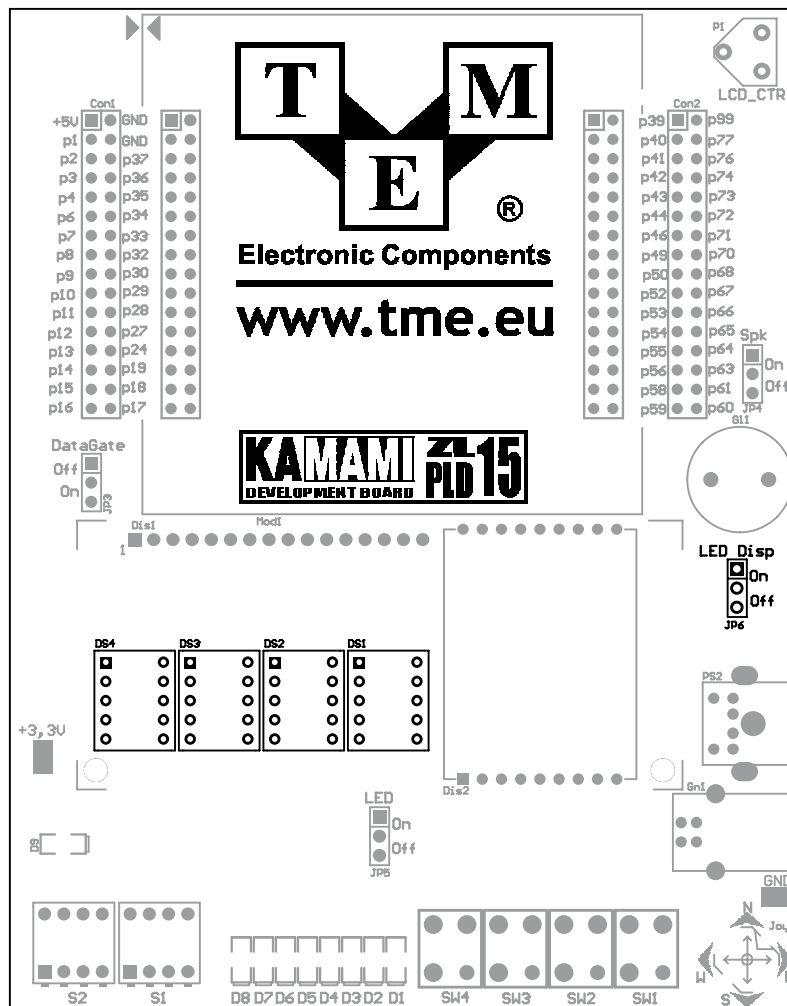 P1
LCD_CTR
T M E
®
Electronic Components
www.tme.eu
Con1
Con2
+5V GND p39 p99
p1 GND p40 p77
p2 p37 p41 p76
p3 p36 p42 p74
p4 p35 p43 p73
p6 p34 p44 p72
p7 p33 p46 p71
p8 p32 p49 p70
p9 p30 p50 p68
p10 p29 p52 p67
p11 p28 p53 p66
p12 p27 p54 p65
p13 p24 p55 p64
p14 p19 p56 p63
p15 p18 p58 p61
p16 p17 p59 p60
Spk
On
Off
JP4
Gl1
DataGate
Off
On
JP3
KAMAMI ZL PLD 15
DEVELOPMENT BOARD
Dis1
Mod1
1
LED Disp
On
Off
JP6
DS4 DS3 DS2 DS1
PS2
+3,3V
Dis2
Gn1
LED
On
Off
JP5
D9
GND
N
Joy
W
S
S2 S1 D8 D7 D6 D5 D4 D3 D2 D1 SW4 SW3 SW2 SW1